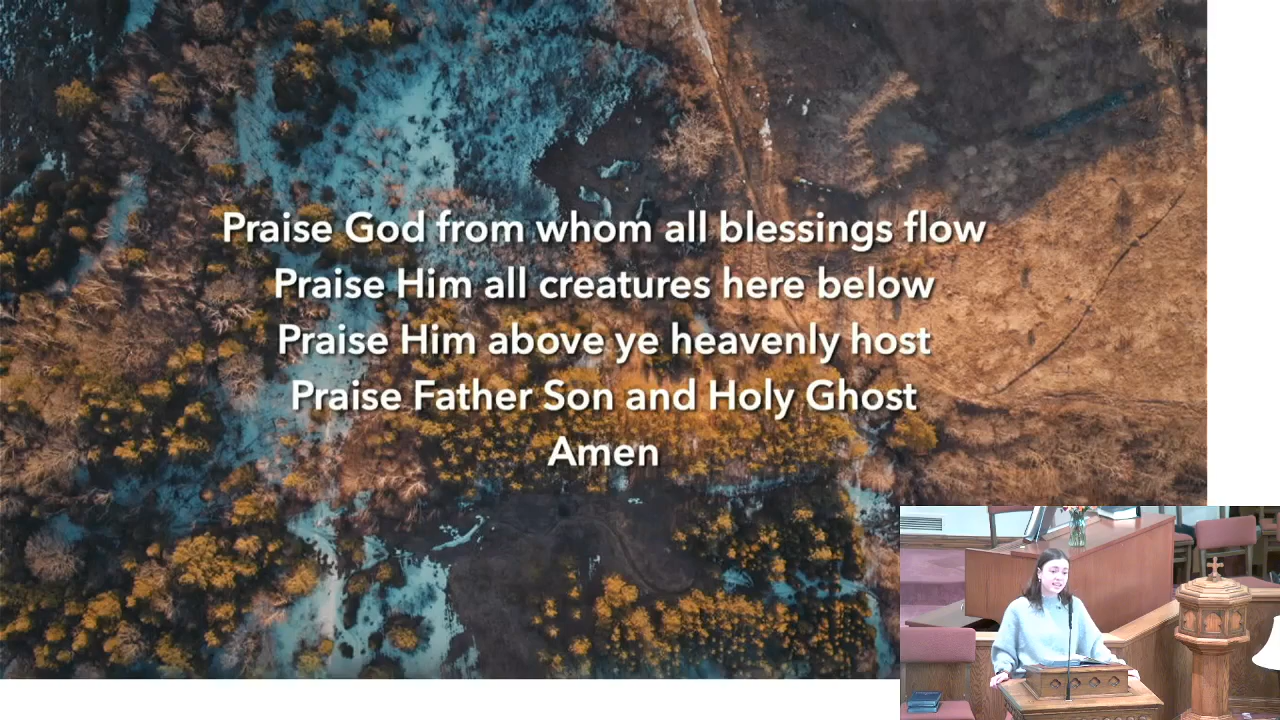 Praise God from whom all blessings flow
Praise Him all creatures here below
Praise Him above ye heavenly host
Praise Father Son and Holy Ghost
Amen